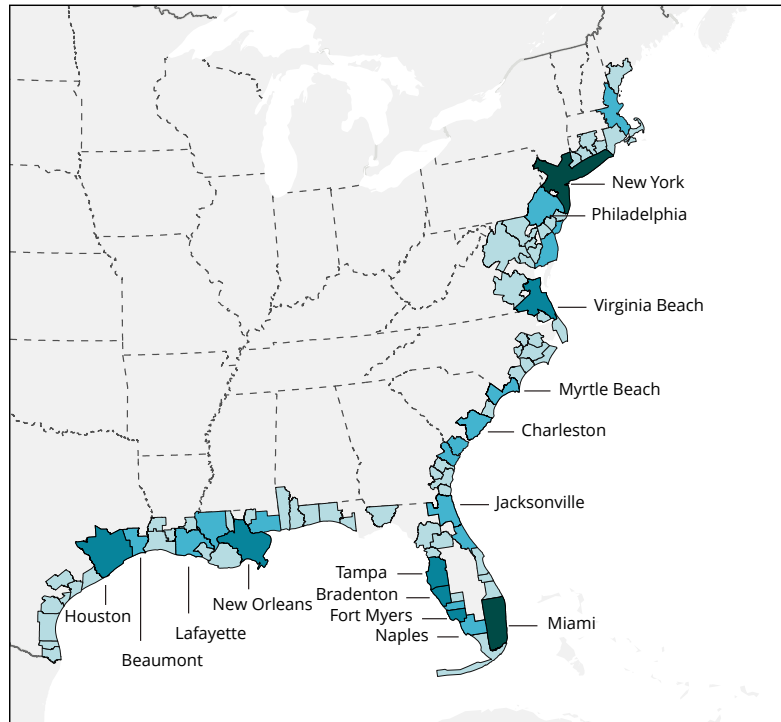 New York
Philadelphia
Virginia Beach
Myrtle Beach
Charleston
Jacksonville
Tampa
Bradenton
Fort Myers
Naples
Miami
New Orleans
Houston
Lafayette
Beaumont